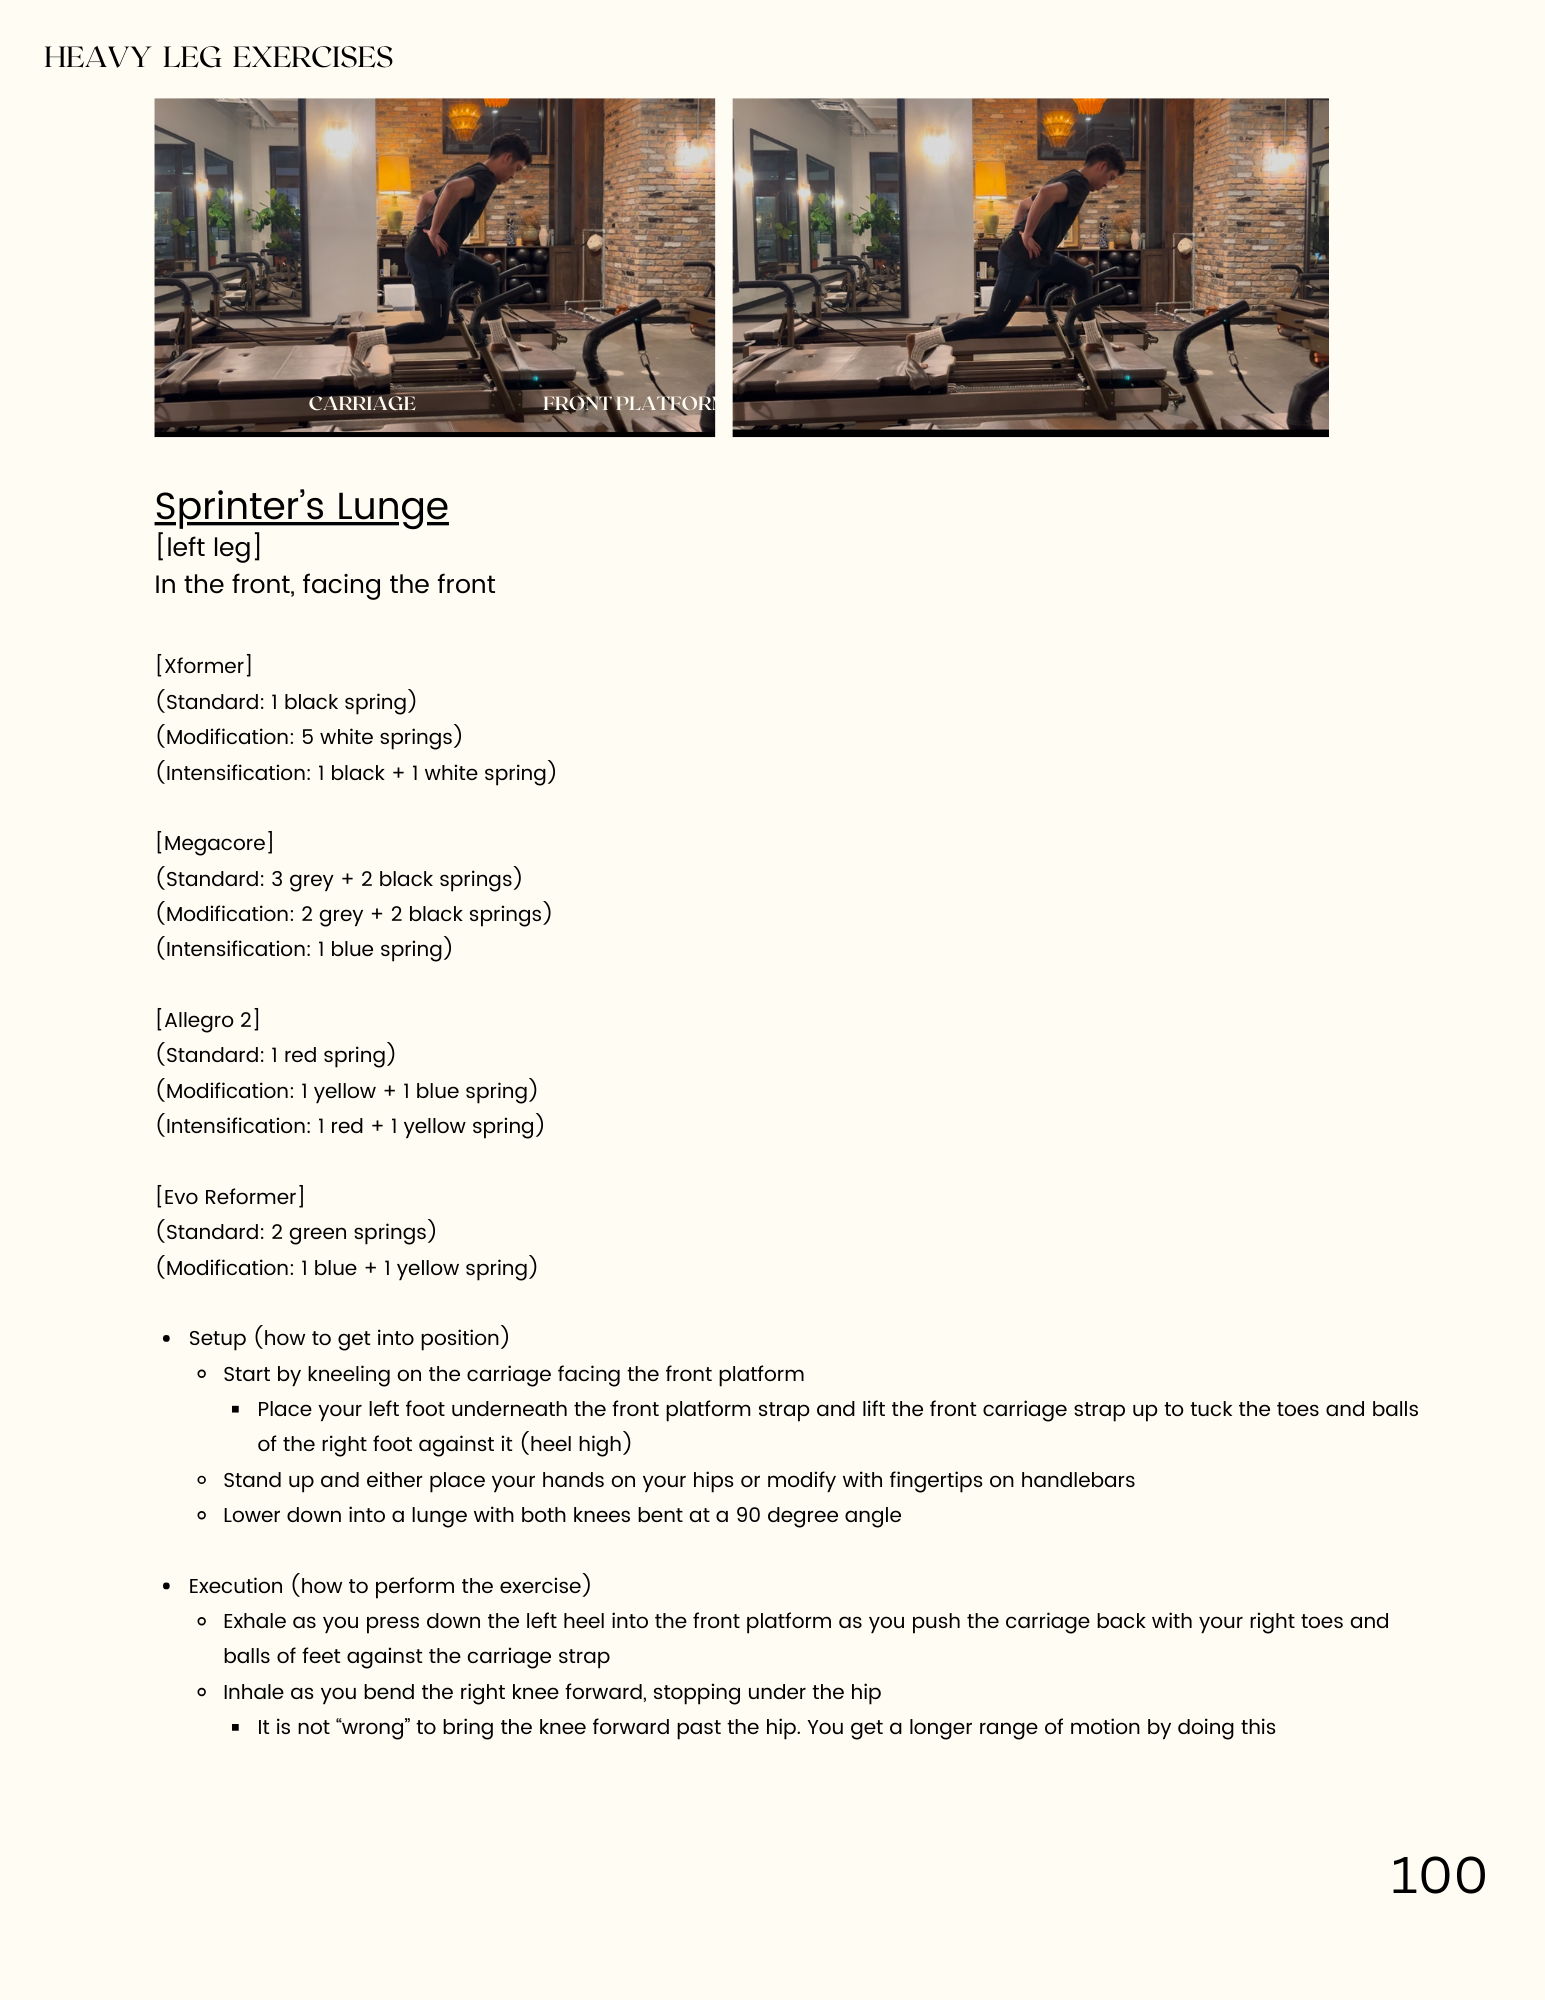 HEAVY LEG EXERCISES
CARRIAGE
FRONT PLATFORM
Sprinter’s Lunge
[left leg]
In the front, facing the front
[Xformer]
(Standard: 1 black spring)
(Modification: 5 white springs)
(Intensification: 1 black + 1 white spring)
[Megacore]
(Standard: 3 grey + 2 black springs)
(Modification: 2 grey + 2 black springs)
(Intensification: 1 blue spring)
[Allegro 2]
(Standard: 1 red spring)
(Modification: 1 yellow + 1 blue spring)
(Intensification: 1 red + 1 yellow spring)
[Evo Reformer]
(Standard: 2 green springs)
(Modification: 1 blue + 1 yellow spring)
• Setup (how to get into position)
◦ Start by kneeling on the carriage facing the front platform
▪ Place your left foot underneath the front platform strap and lift the front carriage strap up to tuck the toes and balls
of the right foot against it (heel high)
◦ Stand up and either place your hands on your hips or modify with fingertips on handlebars
◦ Lower down into a lunge with both knees bent at a 90 degree angle
• Execution (how to perform the exercise)
◦ Exhale as you press down the left heel into the front platform as you push the carriage back with your right toes and
balls of feet against the carriage strap
◦ Inhale as you bend the right knee forward, stopping under the hip
▪ It is not “wrong” to bring the knee forward past the hip. You get a longer range of motion by doing this
100